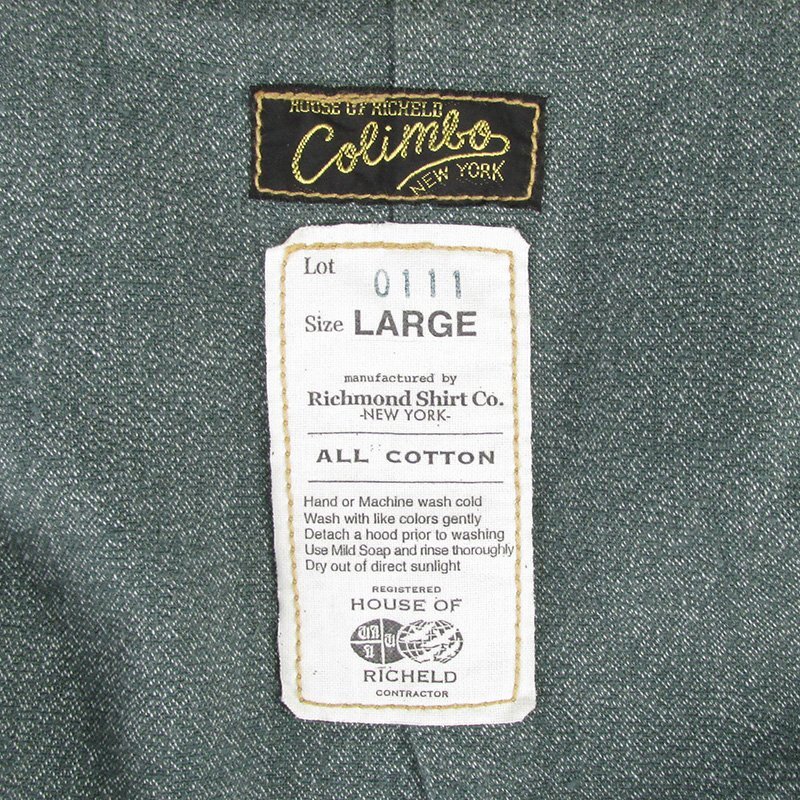 HOUSE OF RICHELD
Colimbo
NEW YORK
Lot 0111
Size LARGE
manufactured by
Richmond Shirt Co.
-NEW YORK-
ALL COTTON
Hand or Machine wash cold
Wash with like colors gently
Detach a hood prior to washing
Use Mild Soap and rinse thoroughly
Dry out of direct sunlight
REGISTERED
HOUSE OF
RICHELD
CONTRACTOR